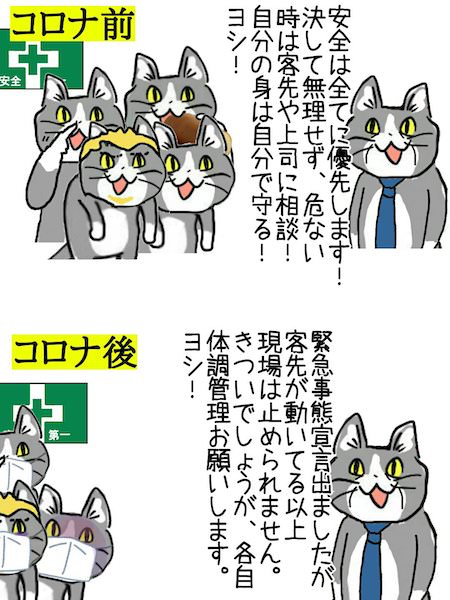 コロナ前
安全
安全は全てに優先します！
決して無理せず、危ない
時は客先や上司に相談！
自分の身は自分で守る！
ヨシ！
コロナ後
第一
緊急事態宣言出ましたが
客先が動いてる以上
現場は止められません。
きついでしょうが、各自
体調管理お願いします。
ヨシ！